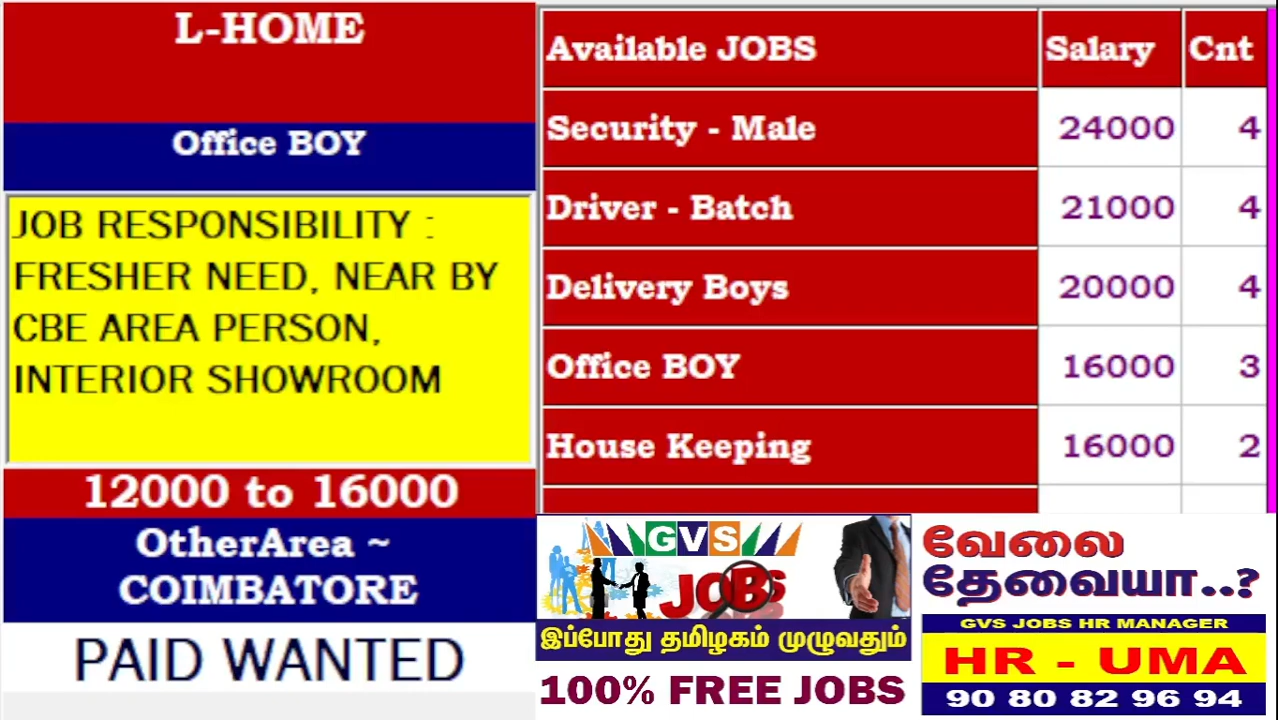 L-HOME
Office BOY
JOB RESPONSIBILITY :
FRESHER NEED, NEAR BY
CBE AREA PERSON,
INTERIOR SHOWROOM
12000 to 16000
OtherArea ~
COIMBATORE
PAID WANTED
Available JOBS Salary Cnt
Security - Male 24000 4
Driver - Batch 21000 4
Delivery Boys 20000 4
Office BOY 16000 3
House Keeping 16000 2
GVS
JOBS
இப்போது தமிழகம் முழுவதும்
100% FREE JOBS
வேலை
தேவையா..?
GVS JOBS HR MANAGER
HR - UMA
90 80 82 96 94